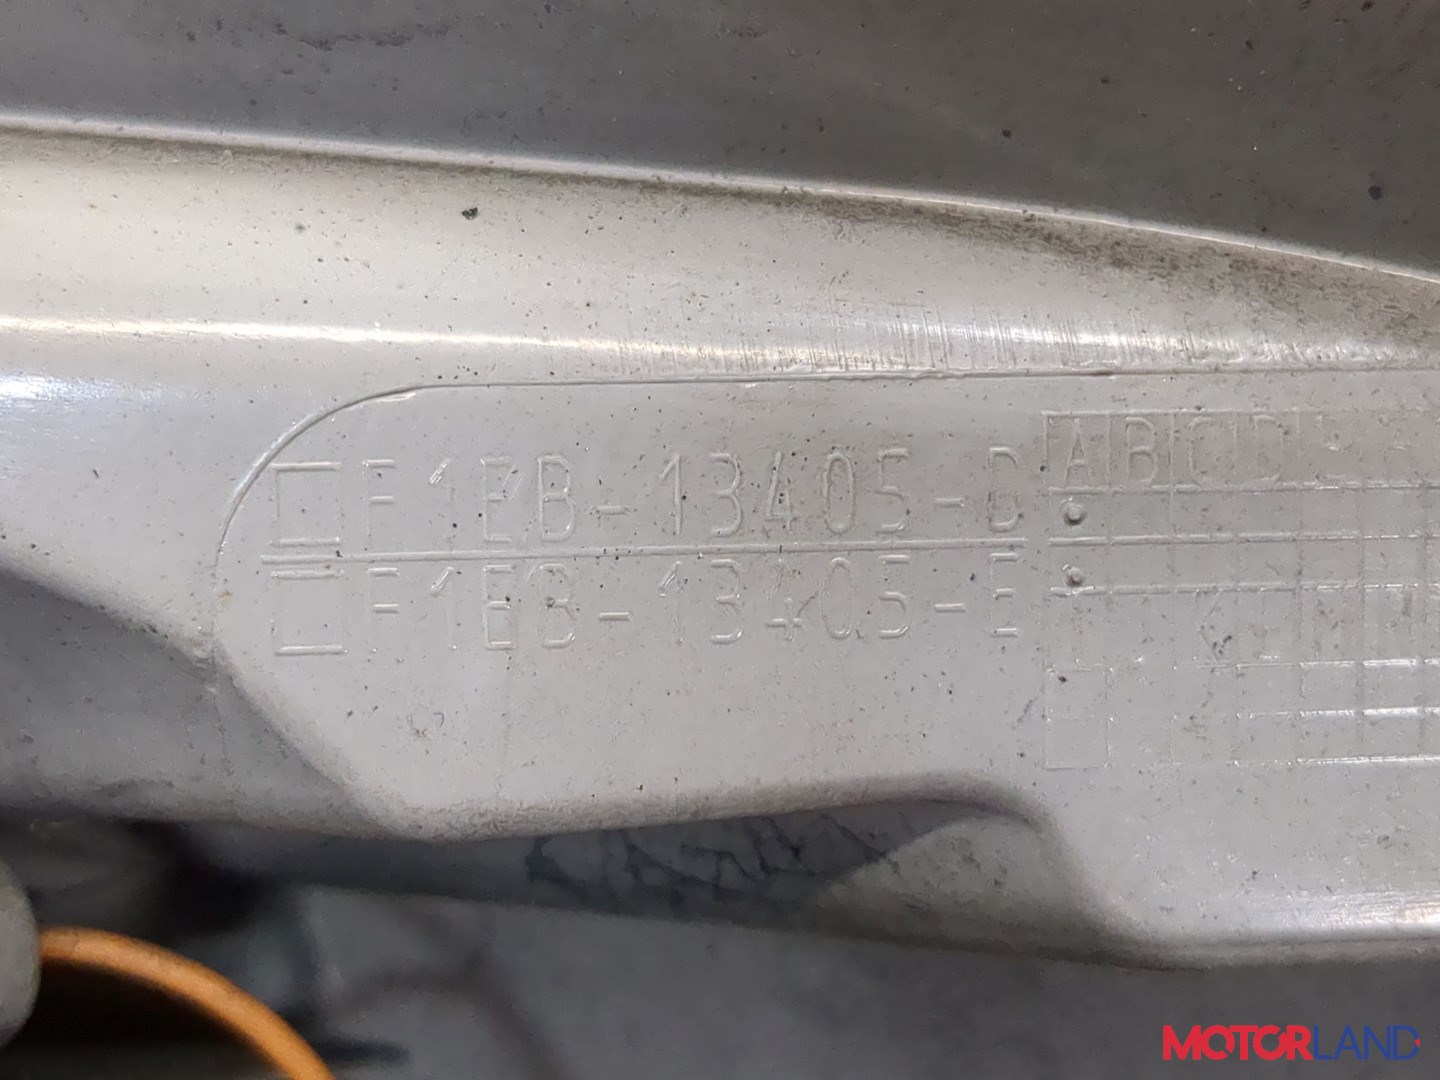 F1EB-13405-D
F1EB-13405-E
A B C D
MOTORLAND